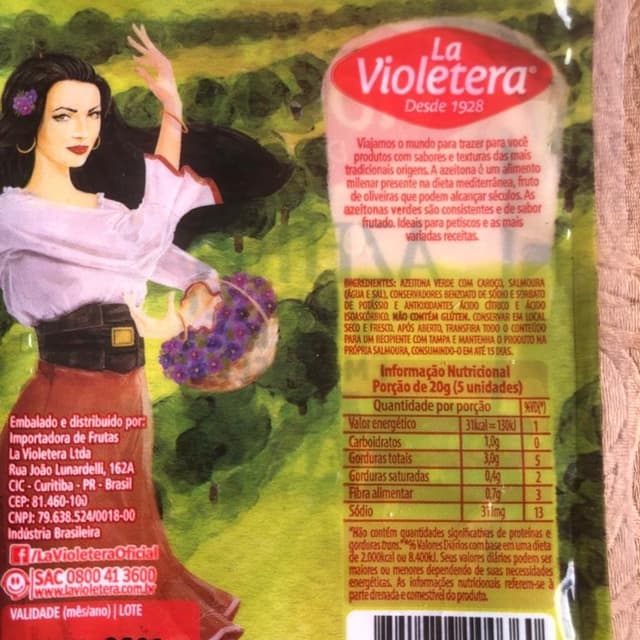 La
Violetera®
Desde 1928
Viajamos o mundo para trazer para você
produtos com sabores e texturas das mais
tradicionais origens. A azeitona é um alimento
milenar presente na dieta mediterrânea, fruto
de oliveiras que podem alcançar séculos. As
azeitonas verdes são consistentes e de sabor
frutado. Ideais para petiscos e as mais
variadas receitas.
INGREDIENTES: AZEITONA VERDE COM CAROÇO, SALMOURA
(ÁGUA E SAL), CONSERVADORES BENZOATO DE SÓDIO E SORBATO
DE POTÁSSIO E ANTIOXIDANTES ÁCIDO CÍTRICO E ÁCIDO
ISOASCÓRBICO. NÃO CONTÉM GLÚTEN. CONSERVAR EM LOCAL
SECO E FRESCO. APÓS ABERTO, TRANSFIRA TODO O CONTEÚDO
PARA UM RECIPIENTE COM TAMPA E MANTENHA O PRODUTO NA
PRÓPRIA SALMOURA, CONSUMINDO-O EM ATÉ 15 DIAS.
Informação Nutricional
Porção de 20g (5 unidades)
Quantidade por porção %VD(*)
Valor energético 31kcal = 130kJ 1
Carboidratos 1,0g 0
Gorduras totais 3,0g 5
Gorduras saturadas 0,4g 2
Fibra alimentar 0,7g 3
Sódio 311mg 13
"Não contém quantidades significativas de proteínas e
gorduras trans." *% Valores Diários com base em uma dieta
de 2.000kcal ou 8.400kJ. Seus valores diários podem ser
maiores ou menores dependendo de suas necessidades
energéticas. As informações nutricionais referem-se à
parte drenada e comestível do produto.
Embalado e distribuído por:
Importadora de Frutas
La Violetera Ltda
Rua João Lunardelli, 162A
CIC - Curitiba - PR - Brasil
CEP: 81.460-100
CNPJ: 79.638.524/0018-00
Indústria Brasileira
f /LaVioleteraOficial
SAC 0800 41 3600
www.lavioletera.com.br
VALIDADE (mês/ano) | LOTE